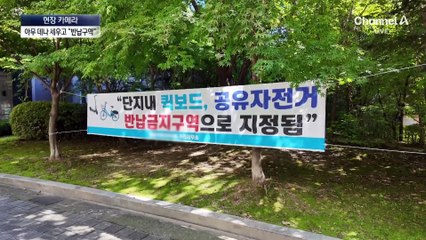 현장 카메라
아무 데나 세우고 "반납구역"
Channel A
"단지내 퀵보드, 공유자전거
반납금지구역으로 지정됨"